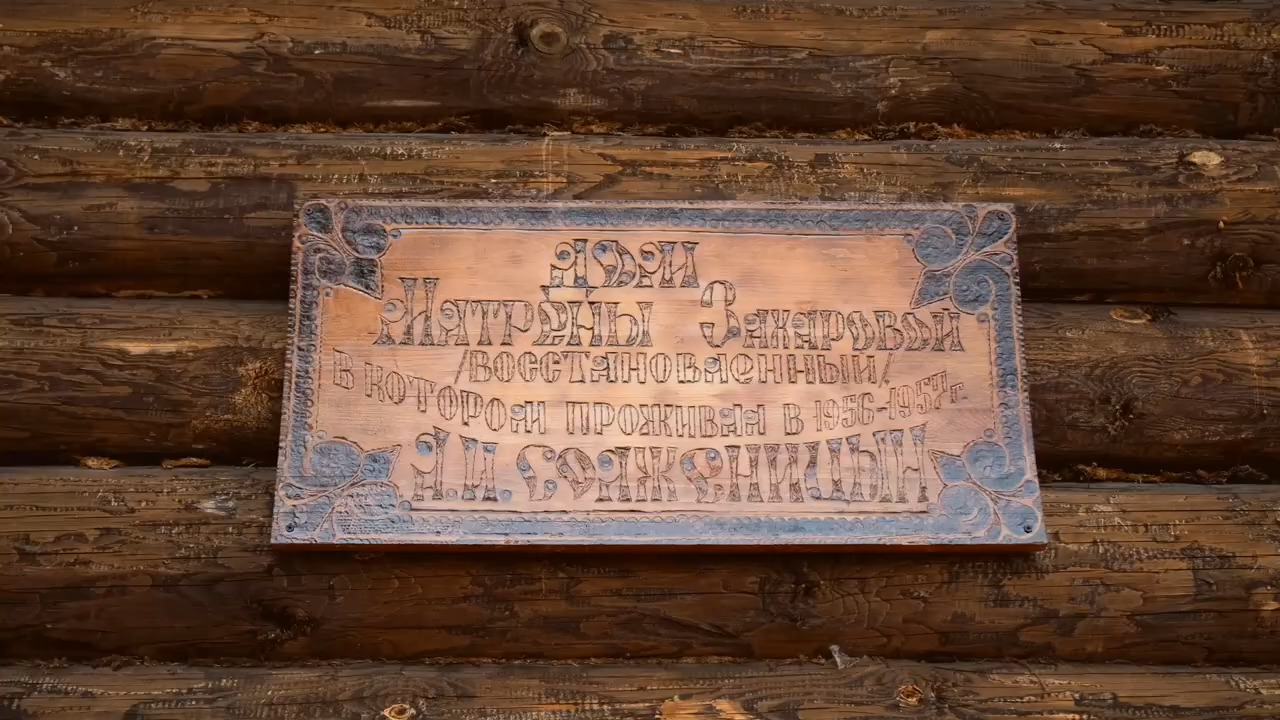 ДОМ
Матрёны Захаровой
/восстановленный/
в котором проживал в 1956-1957 г.
А.И. СОЛЖЕНИЦЫН